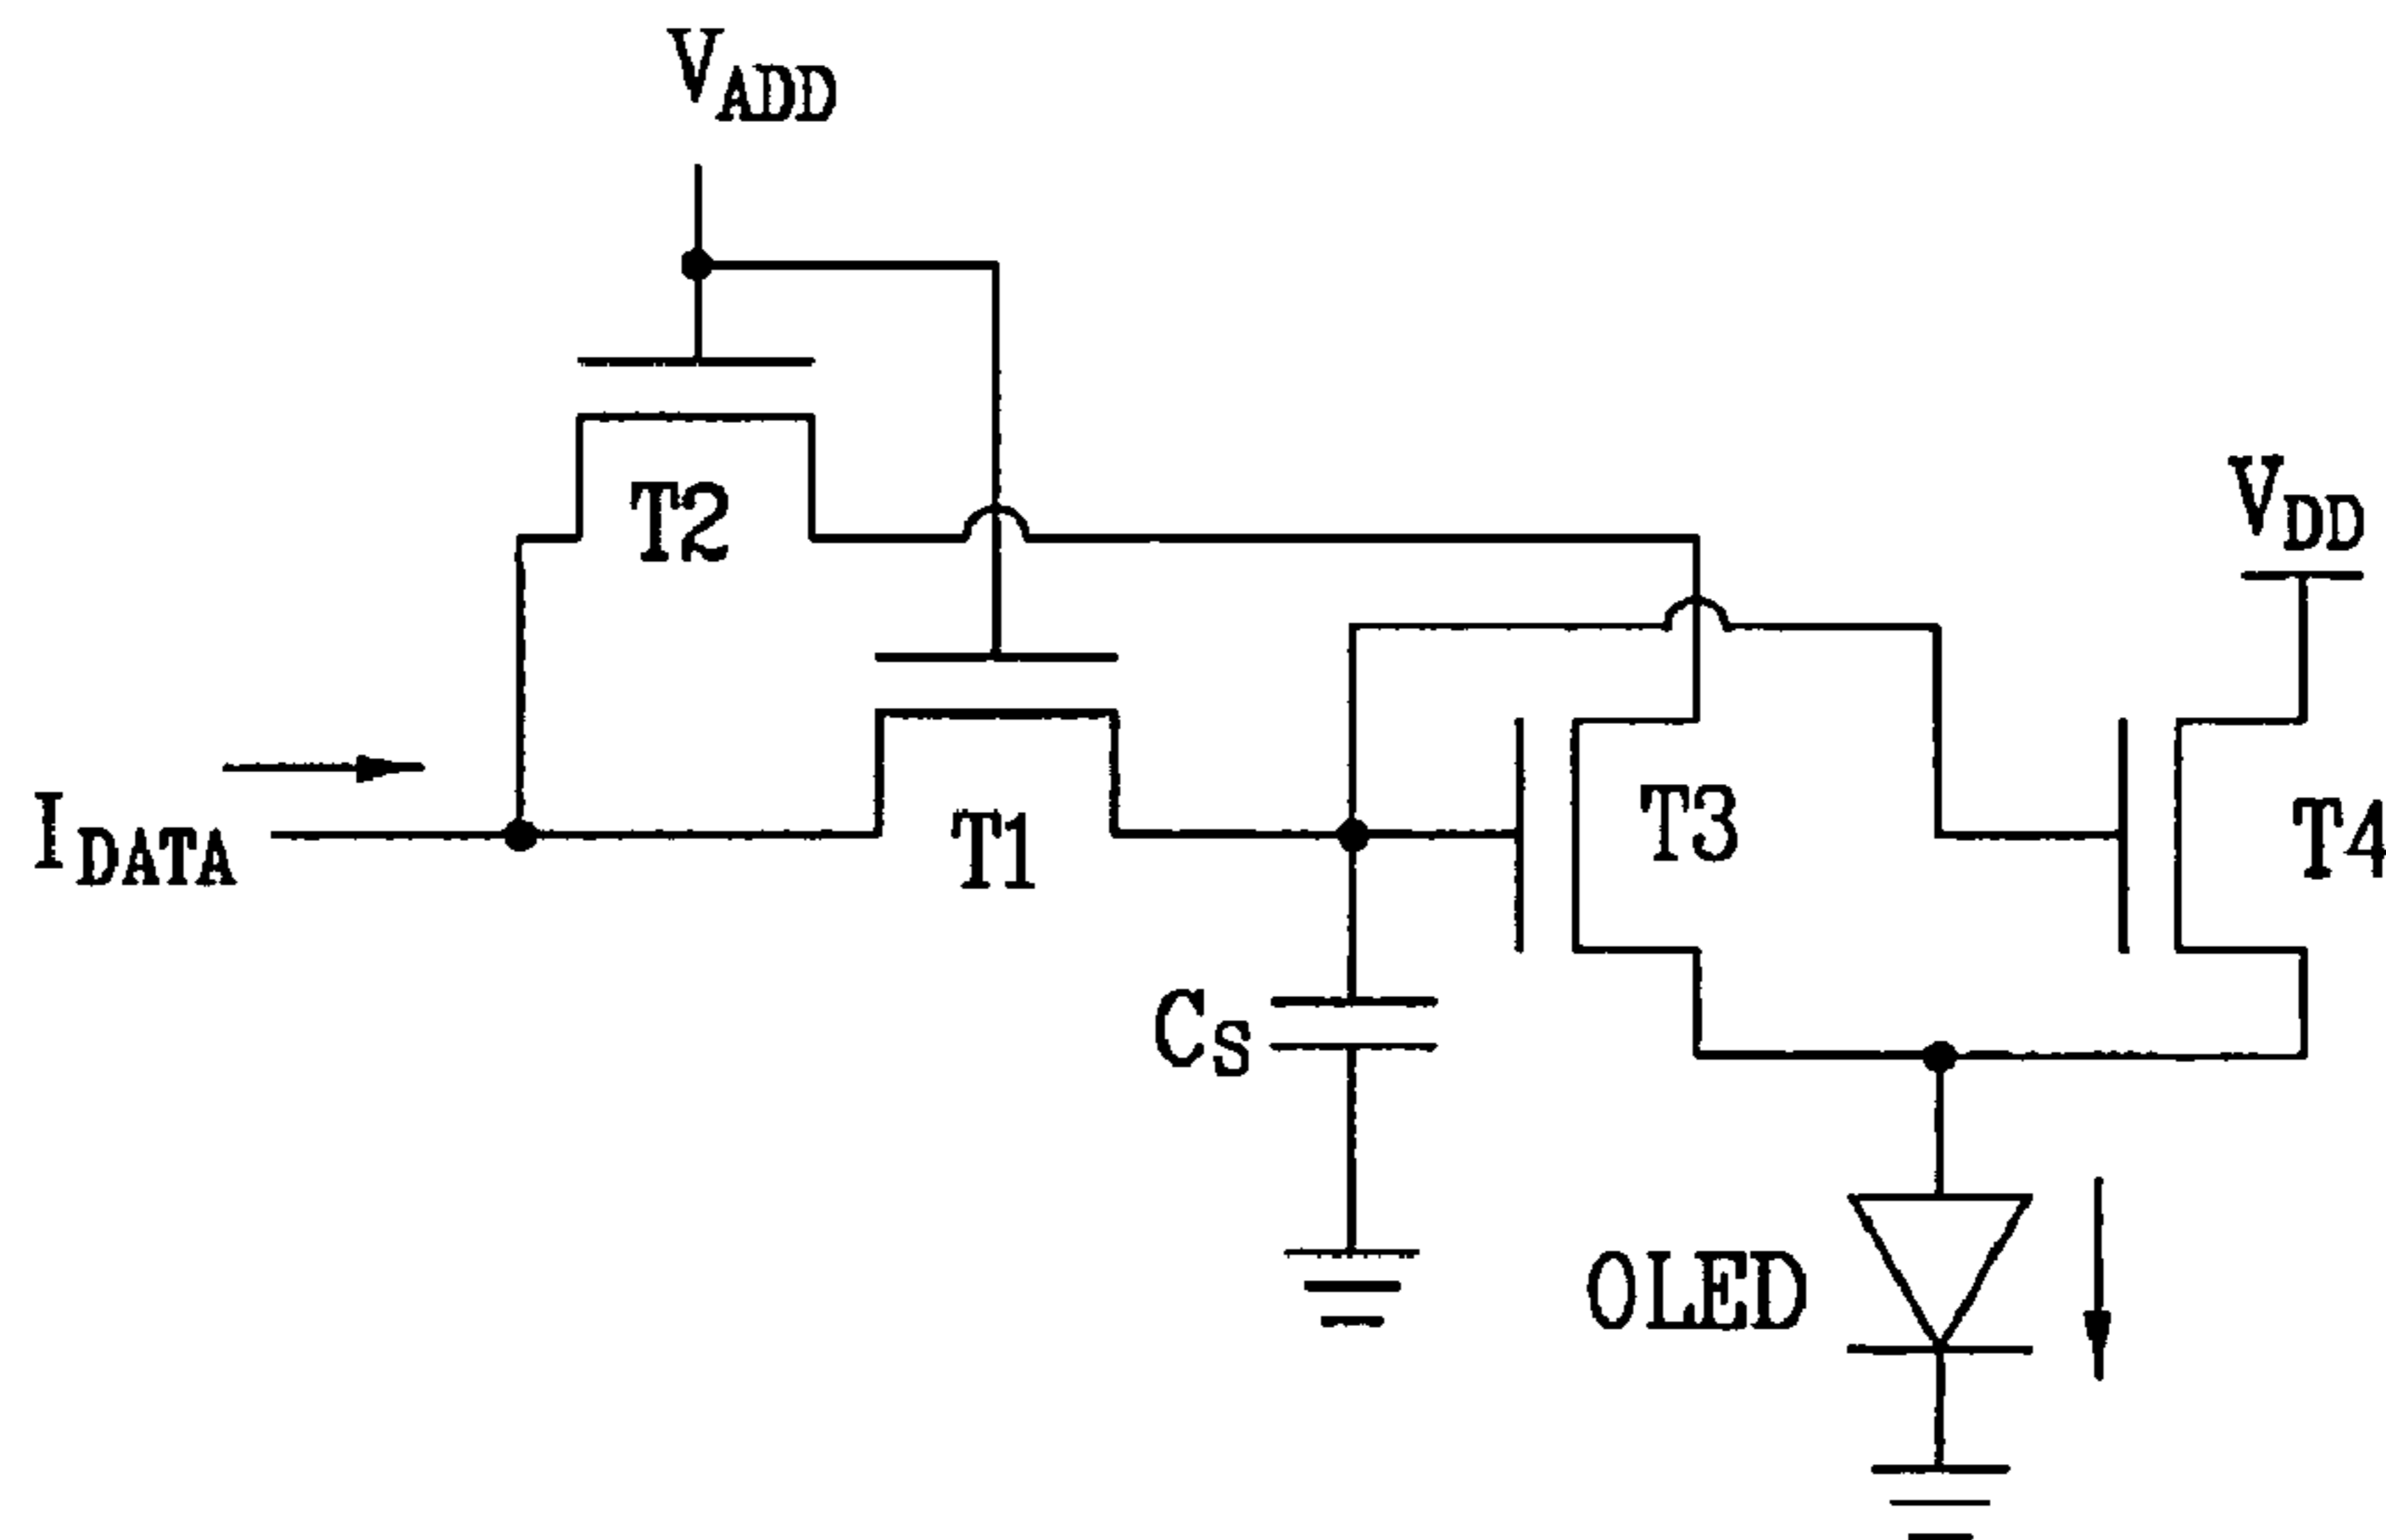 VADD
T2
VDD
T1
T3
T4
IDATA
CS
OLED